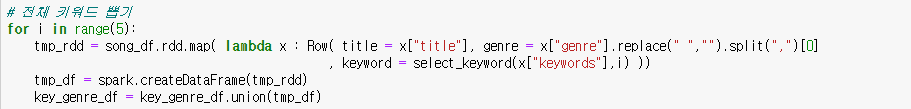 # 전체 키워드 뽑기
for i in range(5):
    tmp_rdd = song_df.rdd.map( lambda x : Row( title = x["title"], genre = x["genre"].replace(" ","").split(",")[0]
                                              , keyword = select_keyword(x["keywords"],i) ))
    tmp_df = spark.createDataFrame(tmp_rdd)
    key_genre_df = key_genre_df.union(tmp_df)